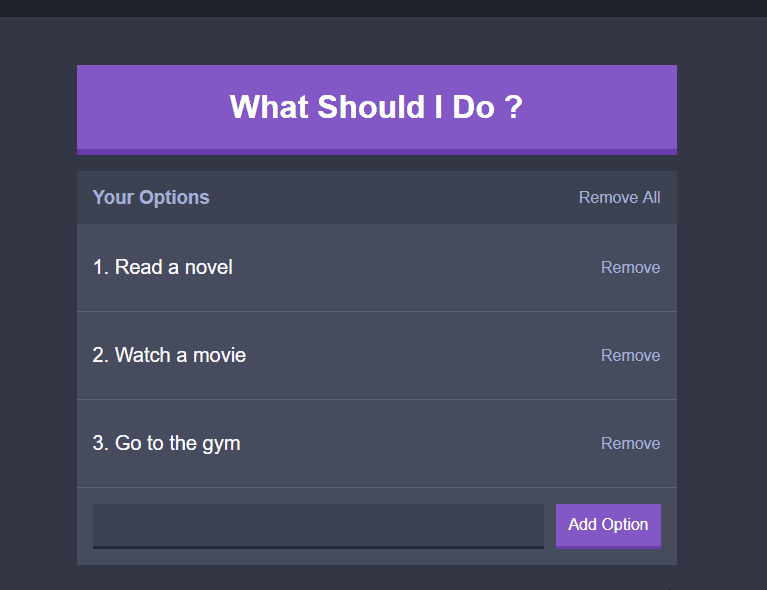 What Should I Do ?
Your Options Remove All
1. Read a novel Remove
2. Watch a movie Remove
3. Go to the gym Remove
Add Option